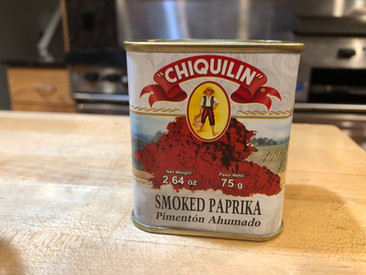 "CHIQUILIN"
Net Weight Peso Neto
2.64 oz 75 g
SMOKED PAPRIKA
Pimentón Ahumado